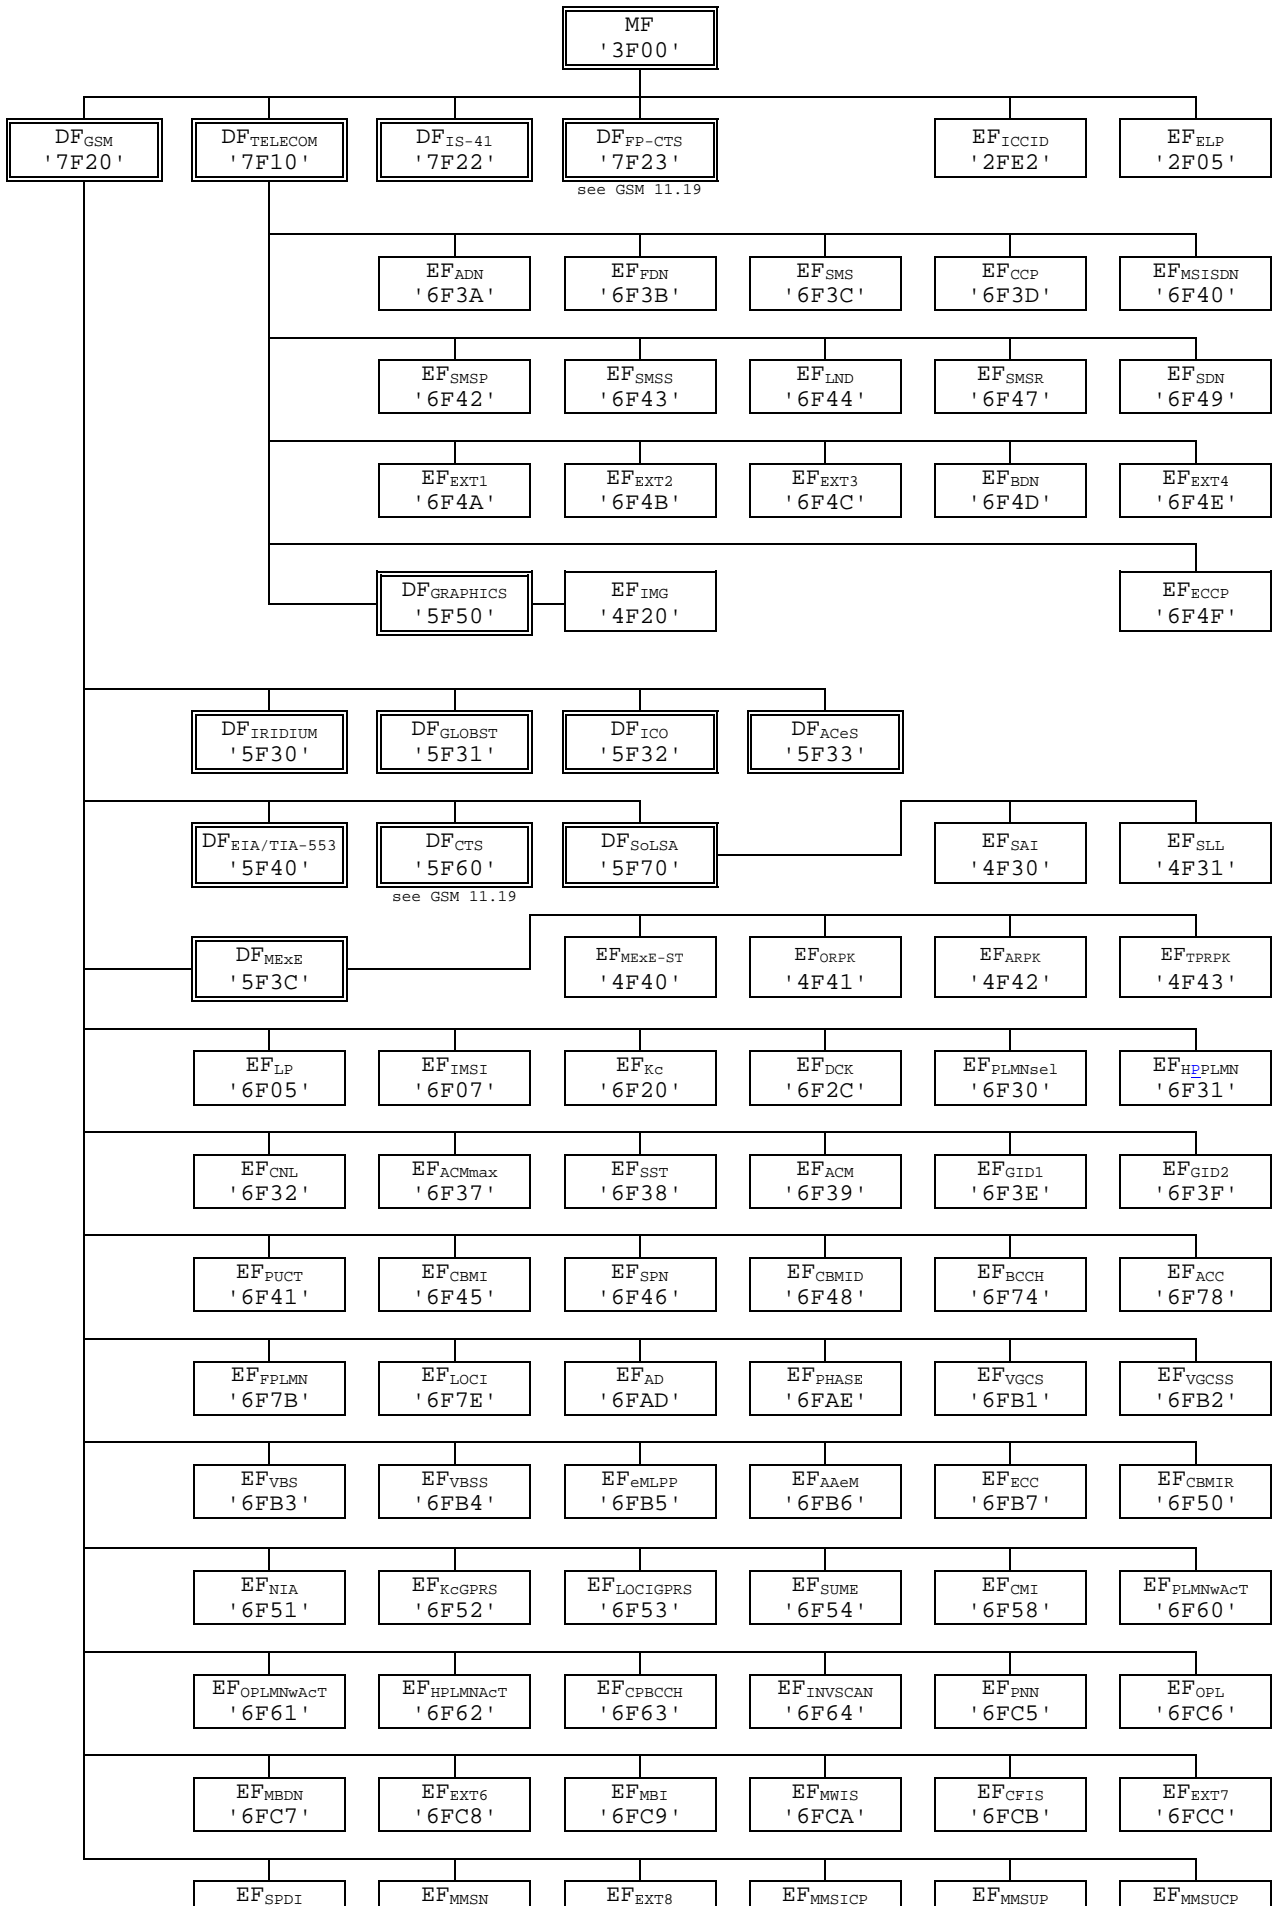 MF
'3F00'
DFGSM DFTELECOM DFIS-41 DFFP-CTS EFICCID EFELP
'7F20' '7F10' '7F22' '7F23' '2FE2' '2F05'
see GSM 11.19
EFADN EFFDN EFSMS EFCCP EFMSISDN
'6F3A' '6F3B' '6F3C' '6F3D' '6F40'
EFSMSP EFSMSS EFLND EFSMSR EFSDN
'6F42' '6F43' '6F44' '6F47' '6F49'
EFEXT1 EFEXT2 EFEXT3 EFBDN EFEXT4
'6F4A' '6F4B' '6F4C' '6F4D' '6F4E'
DFGRAPHICS EFIMG EFECCP
'5F50' '4F20' '6F4F'
DFIRIDIUM DFGLOBST DFICO DFACeS
'5F30' '5F31' '5F32' '5F33'
DFEIA/TIA-553 DFCTS DFSoLSA EFSAI EFSLL
'5F40' '5F60' '5F70' '4F30' '4F31'
see GSM 11.19
DFMExE EFMExE-ST EFORPK EFARPK EFTPRPK
'5F3C' '4F40' '4F41' '4F42' '4F43'
EFLP EFIMSI EFKc EFDCK EFPLMNsel EFHPPLMN
'6F05' '6F07' '6F20' '6F2C' '6F30' '6F31'
EFCNL EFACMmax EFSST EFACM EFGID1 EFGID2
'6F32' '6F37' '6F38' '6F39' '6F3E' '6F3F'
EFPUCT EFCBMI EFSPN EFCBMID EFBCCH EFACC
'6F41' '6F45' '6F46' '6F48' '6F74' '6F78'
EFFPLMN EFLOCI EFAD EFPHASE EFVGCS EFVGCSS
'6F7B' '6F7E' '6FAD' '6FAE' '6FB1' '6FB2'
EFVBS EFVBSS EFeMLPP EFAAeM EFECC EFCBMIR
'6FB3' '6FB4' '6FB5' '6FB6' '6FB7' '6F50'
EFNIA EFKcGPRS EFLOCIGPRS EFSUME EFCMI EFPLMNwAcT
'6F51' '6F52' '6F53' '6F54' '6F58' '6F60'
EFOPLMNwAcT EFHPLMNAcT EFCPBCCH EFINVSCAN EFPNN EFOPL
'6F61' '6F62' '6F63' '6F64' '6FC5' '6FC6'
EFMBDN EFEXT6 EFMBI EFMWIS EFCFIS EFEXT7
'6FC7' '6FC8' '6FC9' '6FCA' '6FCB' '6FCC'
EFSPDI EFMMSN EFEXT8 EFMMSICP EFMMSUP EFMMSUCP